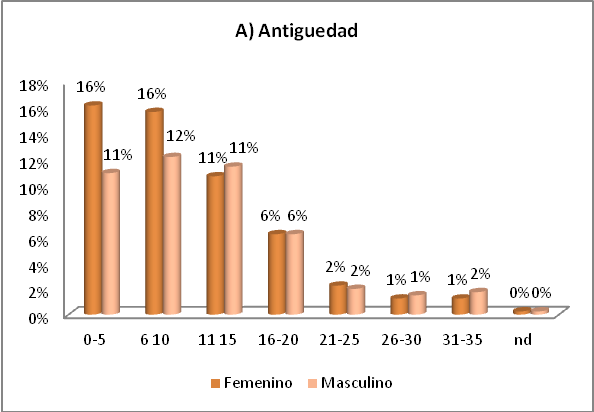 A) Antiguedad
18%
16%
14%
12%
10%
8%
6%
4%
2%
0%
16% 11% 16% 12% 11% 11% 6% 6% 2% 2% 1% 1% 1% 2% 0% 0%
0-5 6 10 11 15 16-20 21-25 26-30 31-35 nd
Femenino Masculino